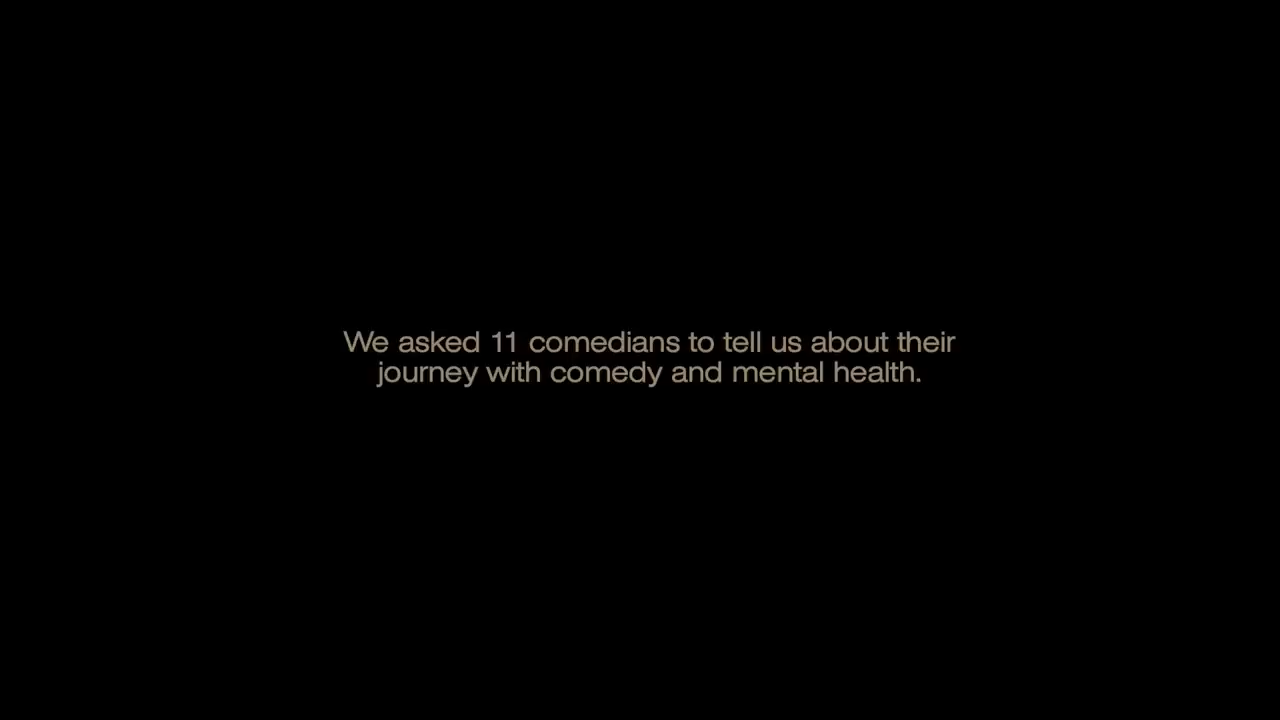 We asked 11 comedians to tell us about their
journey with comedy and mental health.